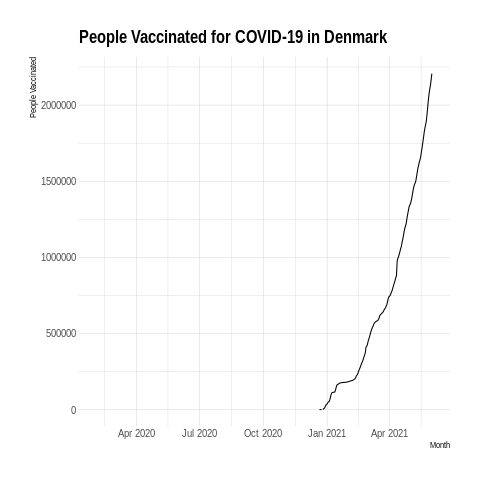 People Vaccinated for COVID-19 in Denmark
People Vaccinated
2000000
1500000
1000000
500000
0
Apr 2020 Jul 2020 Oct 2020 Jan 2021 Apr 2021
Month